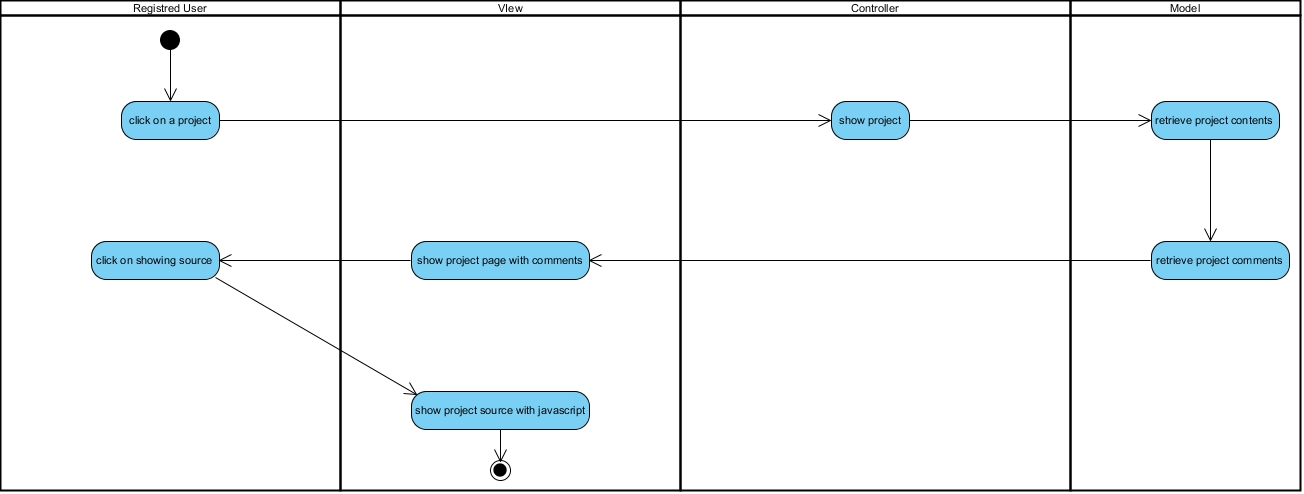 Registred User
VIew
Controller
Model
click on a project
show project
retrieve project contents
click on showing source
show project page with comments
retrieve project comments
show project source with javascript